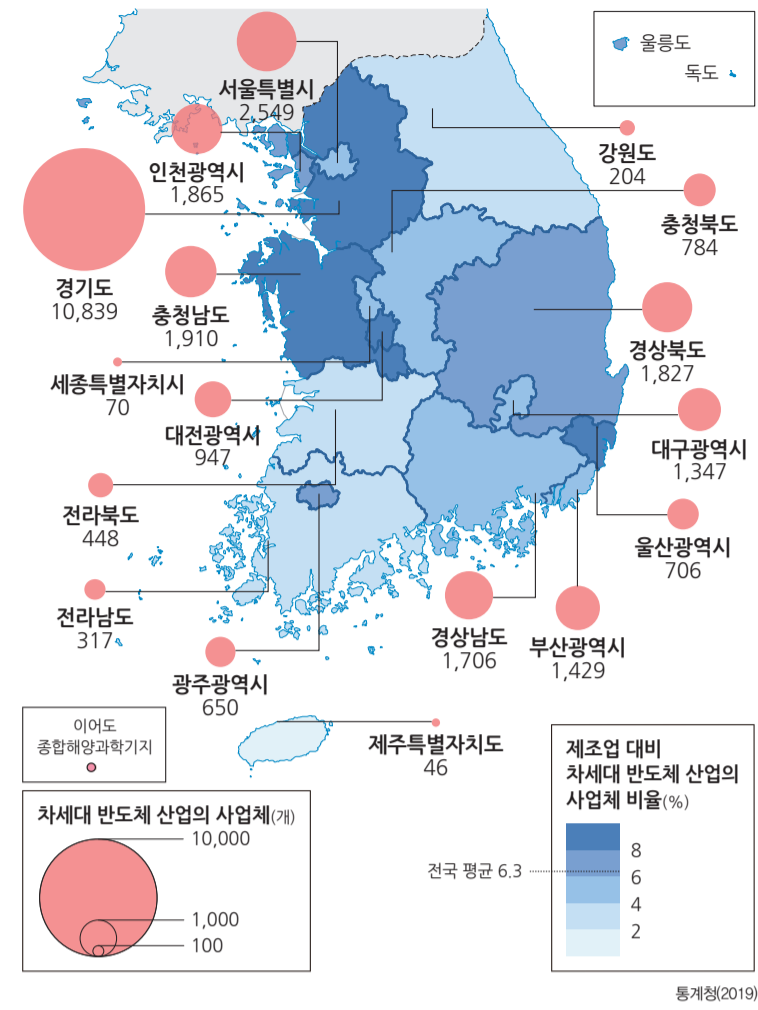 울릉도
독도
서울특별시
2,549
인천광역시
1,865
강원도
204
충청북도
784
경기도
10,839
충청남도
1,910
경상북도
1,827
세종특별자치시
70
대전광역시
947
대구광역시
1,347
전라북도
448
울산광역시
706
전라남도
317
경상남도
1,706
부산광역시
1,429
광주광역시
650
제주특별자치도
46
이어도
종합해양과학기지
차세대 반도체 산업의 사업체(개)
10,000
1,000
100
제조업 대비
차세대 반도체 산업의
사업체 비율(%)
8
전국 평균 6.3
6
4
2
통계청(2019)